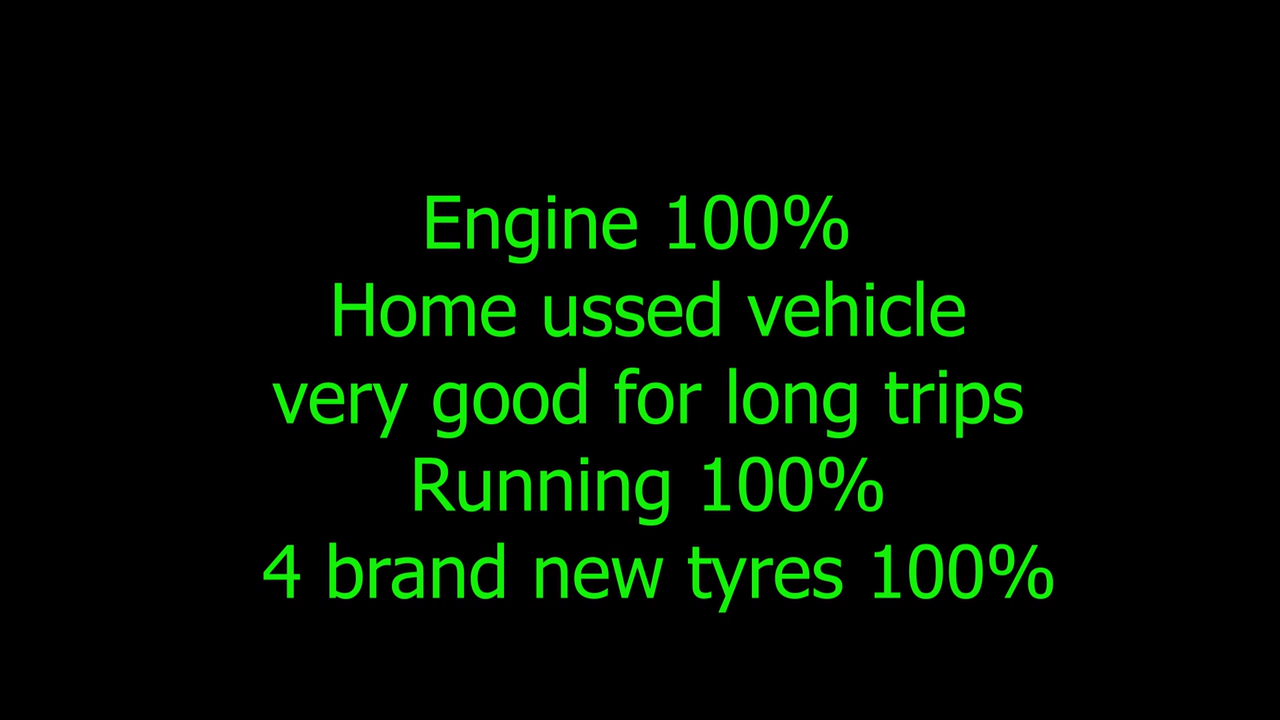 Engine 100%
Home ussed vehicle
very good for long trips
Running 100%
4 brand new tyres 100%